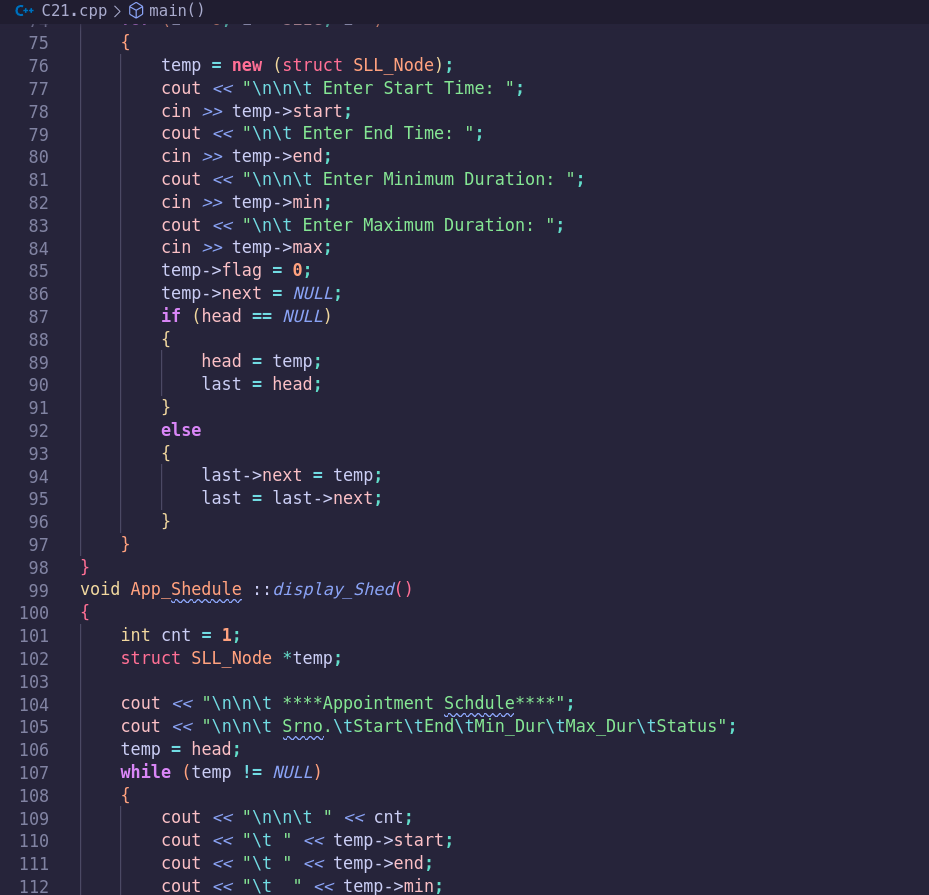 C++ C21.cpp > main()
75 {
76 temp = new (struct SLL_Node);
77 cout << "\n\n\t Enter Start Time: ";
78 cin >> temp->start;
79 cout << "\n\t Enter End Time: ";
80 cin >> temp->end;
81 cout << "\n\n\t Enter Minimum Duration: ";
82 cin >> temp->min;
83 cout << "\n\t Enter Maximum Duration: ";
84 cin >> temp->max;
85 temp->flag = 0;
86 temp->next = NULL;
87 if (head == NULL)
88 {
89 head = temp;
90 last = head;
91 }
92 else
93 {
94 last->next = temp;
95 last = last->next;
96 }
97 }
98 }
99 void App_Shedule ::display_Shed()
100 {
101 int cnt = 1;
102 struct SLL_Node *temp;
103
104 cout << "\n\n\t ****Appointment Schdule****";
105 cout << "\n\n\t Srno.\tStart\tEnd\tMin_Dur\tMax_Dur\tStatus";
106 temp = head;
107 while (temp != NULL)
108 {
109 cout << "\n\n\t " << cnt;
110 cout << "\t " << temp->start;
111 cout << "\t " << temp->end;
112 cout << "\t  " << temp->min;